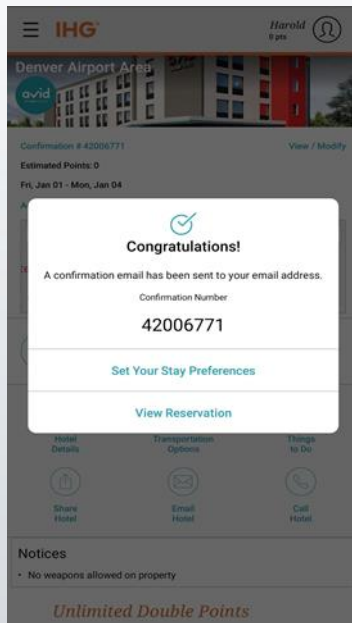 IHG
Harold
0 pts
Denver Airport Area
avid
Confirmation # 42006771
View / Modify
Estimated Points: 0
Fri, Jan 01 - Mon, Jan 04
Congratulations!
A confirmation email has been sent to your email address.
Confirmation Number
42006771
Set Your Stay Preferences
View Reservation
Hotel
Details
Transportation
Options
Things
to Do
Share
Hotel
Email
Hotel
Call
Hotel
Notices
• No weapons allowed on property
Unlimited Double Points